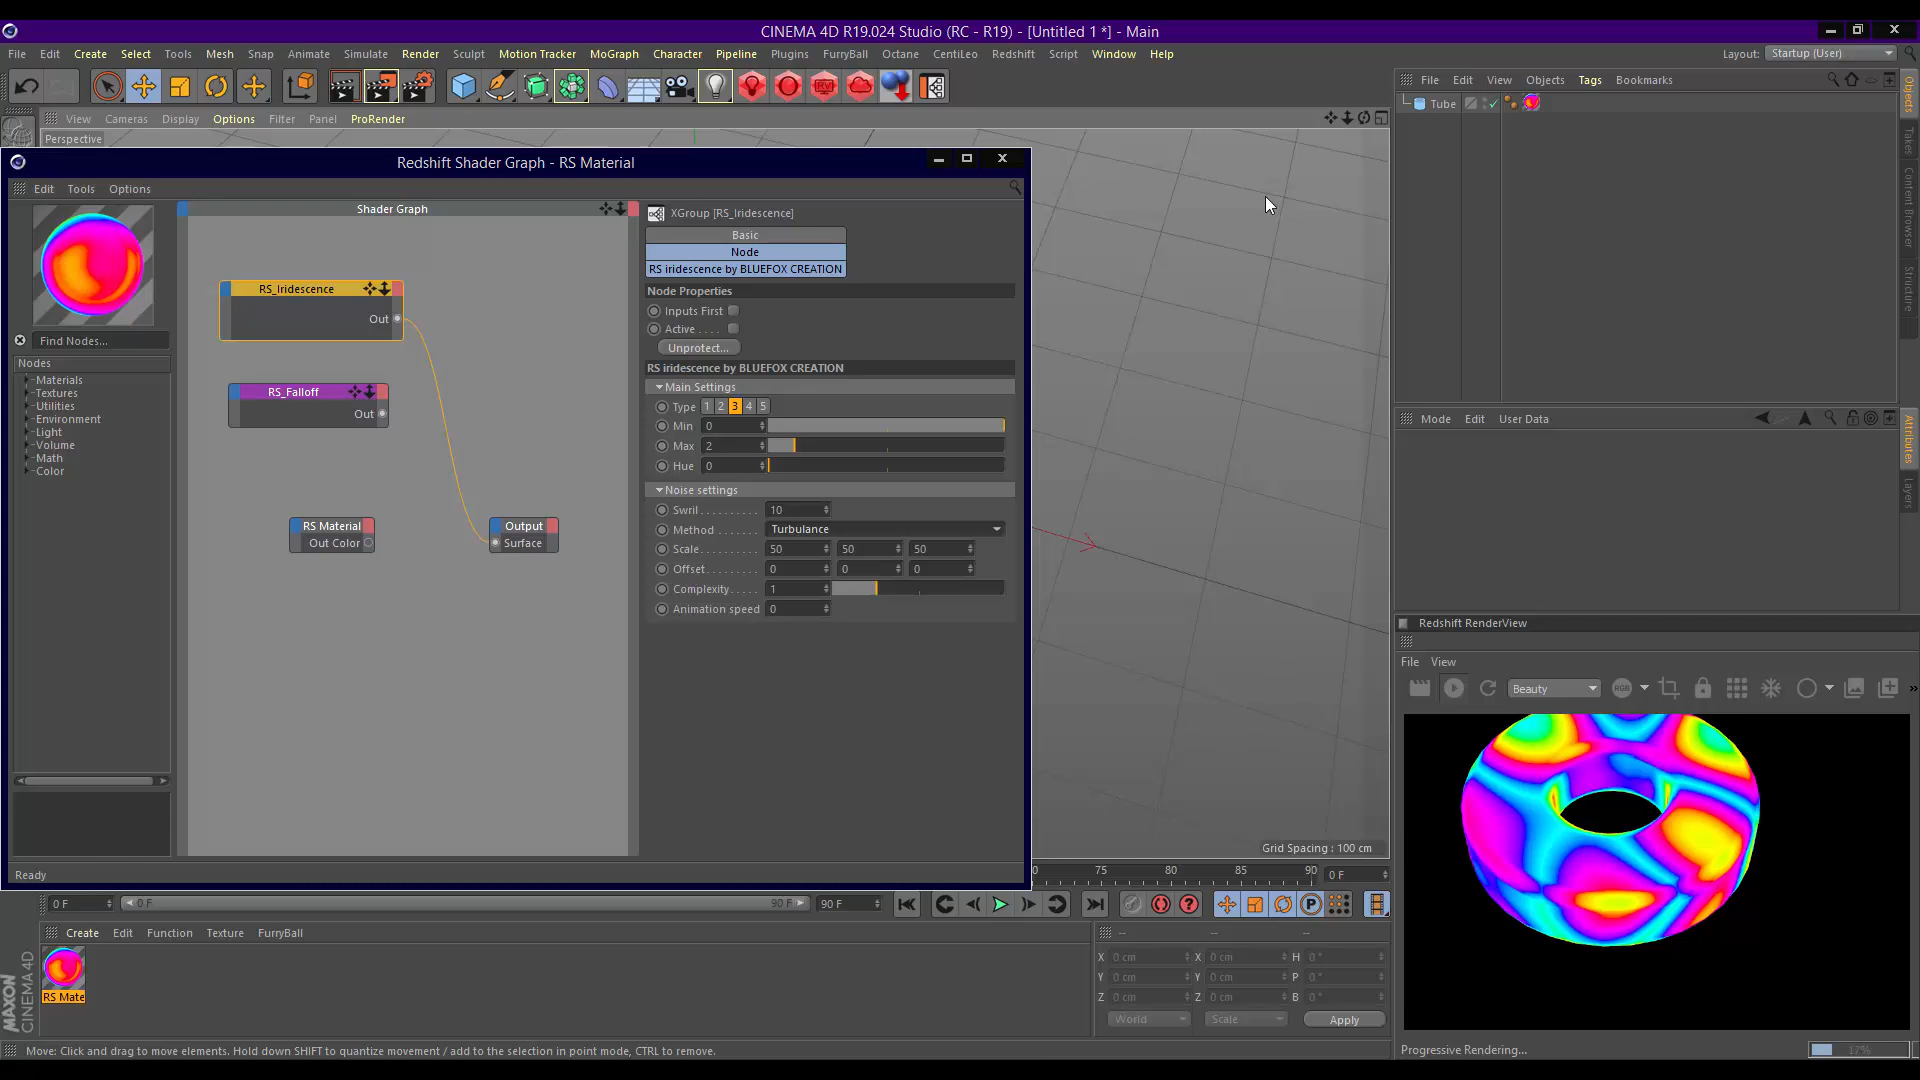 CINEMA 4D R19.024 Studio (RC - R19) - [Untitled 1 *] - Main
File Edit Create Select Tools Mesh Snap Animate Simulate Render Sculpt Motion Tracker MoGraph Character Pipeline Plugins FurryBall Octane CentiLeo Redshift Script Window Help Layout: Startup (User)
File Edit View Objects Tags Bookmarks
Tube
View Cameras Display Options Filter Panel ProRender
Perspective
Redshift Shader Graph - RS Material
Edit Tools Options
Shader Graph
Find Nodes...
Nodes
Materials
Textures
Utilities
Environment
Light
Volume
Math
Color
RS_Iridescence
Out
RS_Falloff
Out
RS Material
Out Color
Output
Surface
XGroup [RS_Iridescence]
Basic
Node
RS iridescence by BLUEFOX CREATION
Node Properties
Inputs First
Active . . . .
Unprotect...
RS iridescence by BLUEFOX CREATION
Main Settings
Type 1 2 3 4 5
Min 0
Max 2
Hue 0
Noise settings
Swril . . . . . . . . . . 10
Method . . . . . . . Turbulance
Scale. . . . . . . . . . 50 50 50
Offset. . . . . . . . . 0 0 0
Complexity. . . . . 1
Animation speed 0
Ready
Grid Spacing : 100 cm
75 80 85 90 0 F
0 F 0 F 90 F 90 F
Create Edit Function Texture FurryBall
RS Mate
MAXON
CINEMA 4D
-- -- --
X 0 cm X 0 cm H 0 °
Y 0 cm Y 0 cm P 0 °
Z 0 cm Z 0 cm B 0 °
World Scale Apply
Move: Click and drag to move elements. Hold down SHIFT to quantize movement / add to the selection in point mode, CTRL to remove.
Objects
Takes
Content Browser
Structure
Mode Edit User Data
Attributes
Layers
Redshift RenderView
File View
Beauty
RGB
Progressive Rendering...
17%